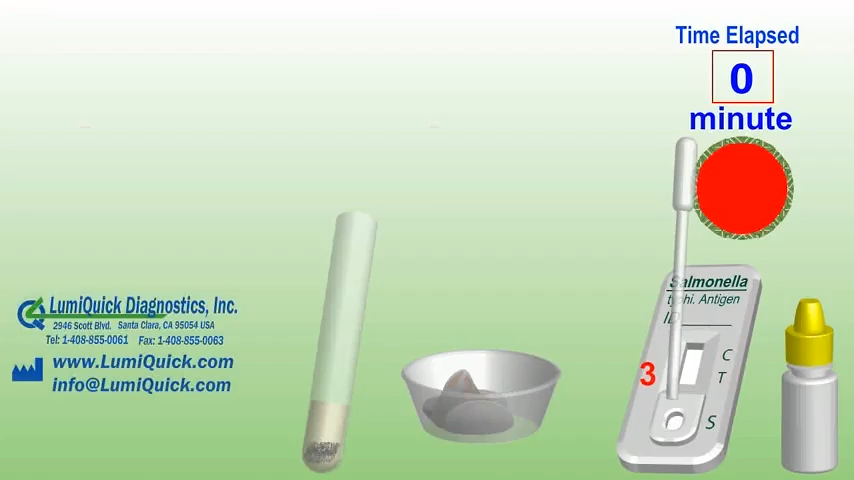 Time Elapsed
0
minute
LumiQuick Diagnostics, Inc.
2946 Scott Blvd. Santa Clara, CA 95054 USA
Tel: 1-408-855-0061 Fax: 1-408-855-0063
www.LumiQuick.com
info@LumiQuick.com
Salmonella
typhi. Antigen
ID
3
C
T
S